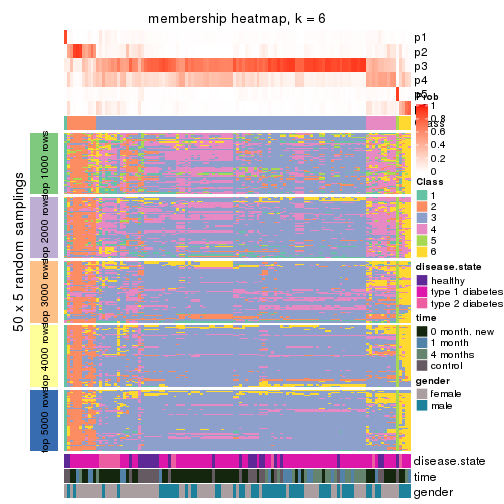 membership heatmap, k = 6
p1
p2
p3
p4
p5
Prob
1
0.8
0.6
0.4
0.2
0
Class
1
2
3
4
5
6
disease.state
healthy
type 1 diabetes
type 2 diabetes
time
0 month. new
1 month
4 months
control
gender
female
male
50 x 5 random samplings
top 1000 rows
top 2000 rows
top 3000 rows
top 4000 rows
top 5000 rows
disease.state
time
gender